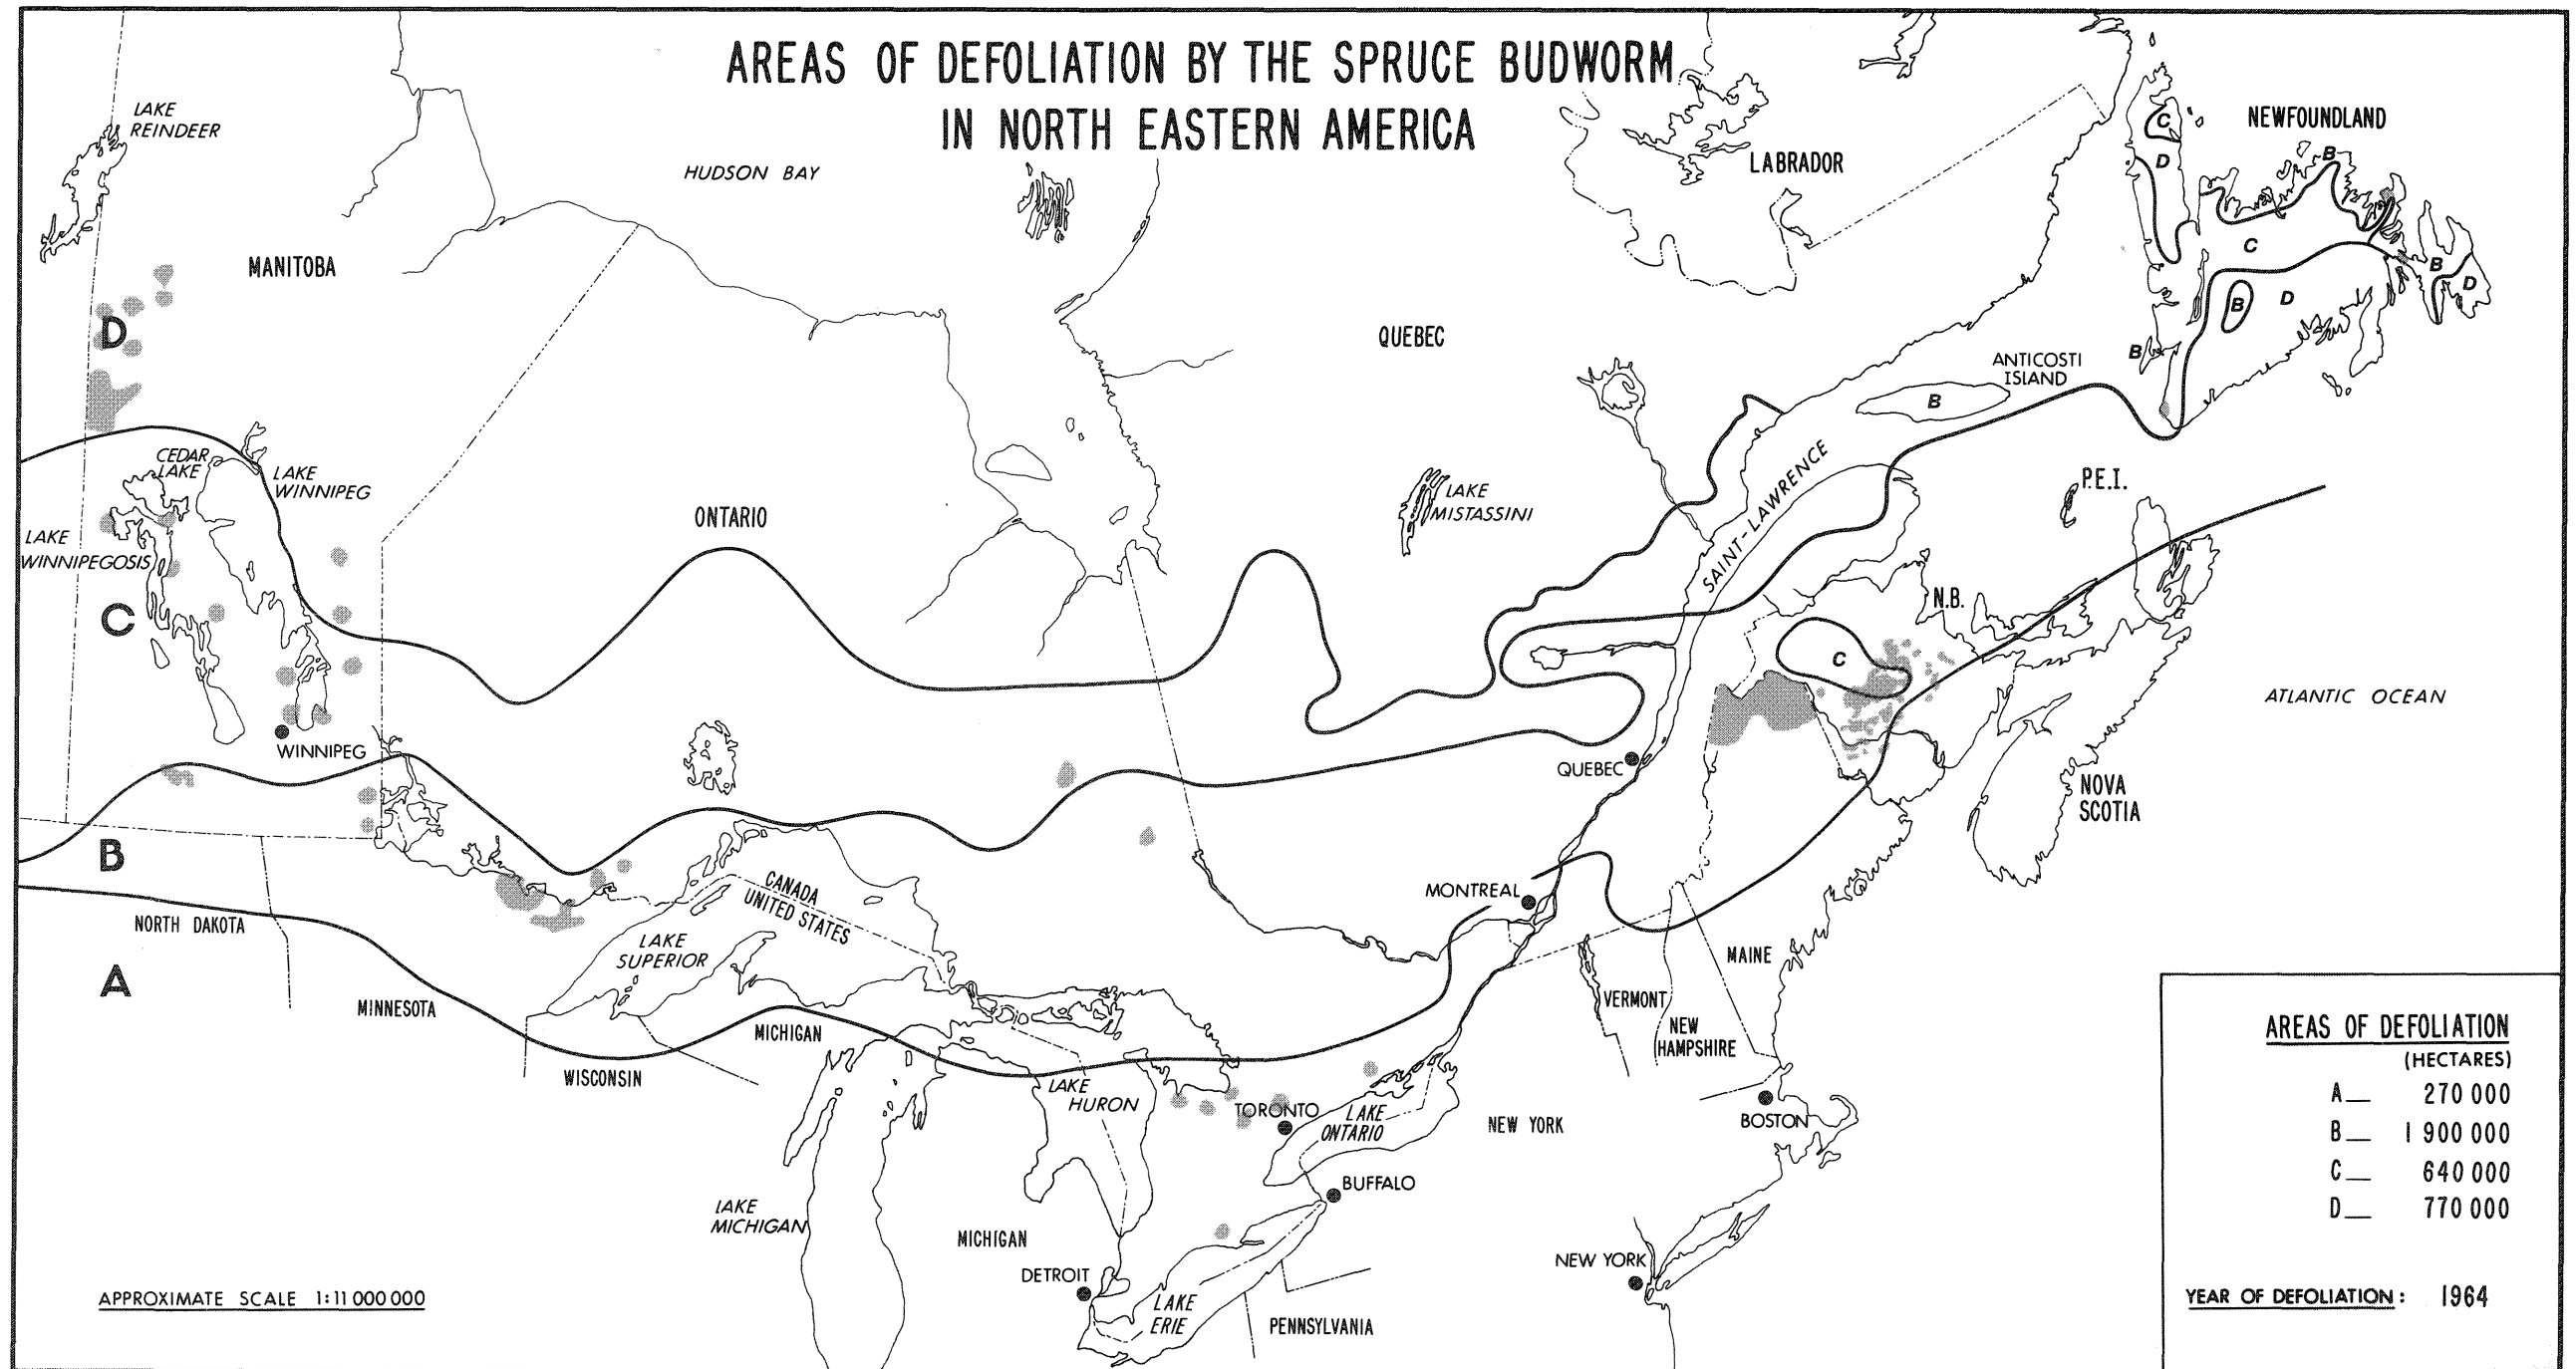 AREAS OF DEFOLIATION BY THE SPRUCE BUDWORM
IN NORTH EASTERN AMERICA
LAKE
REINDEER
HUDSON BAY
MANITOBA
LABRADOR
NEWFOUNDLAND
C
D
B
C
B
D
B
D
B
D
QUEBEC
ANTICOSTI
ISLAND
B
CEDAR
LAKE
LAKE
WINNIPEG
LAKE
WINNIPEGOSIS
ONTARIO
LAKE
MISTASSINI
SAINT-LAWRENCE
P.E.I.
N.B.
C
C
ATLANTIC OCEAN
WINNIPEG
QUEBEC
NOVA
SCOTIA
B
CANADA
UNITED STATES
MONTREAL
NORTH DAKOTA
LAKE
SUPERIOR
MAINE
A
MINNESOTA
MICHIGAN
VERMONT
NEW
HAMPSHIRE
WISCONSIN
LAKE
HURON
TORONTO
LAKE
ONTARIO
NEW YORK
BOSTON
BUFFALO
LAKE
MICHIGAN
MICHIGAN
DETROIT
NEW YORK
LAKE
ERIE
PENNSYLVANIA
APPROXIMATE SCALE 1:11 000 000
AREAS OF DEFOLIATION
(HECTARES)
A__ 270 000
B__ 1 900 000
C__ 640 000
D__ 770 000
YEAR OF DEFOLIATION : 1964